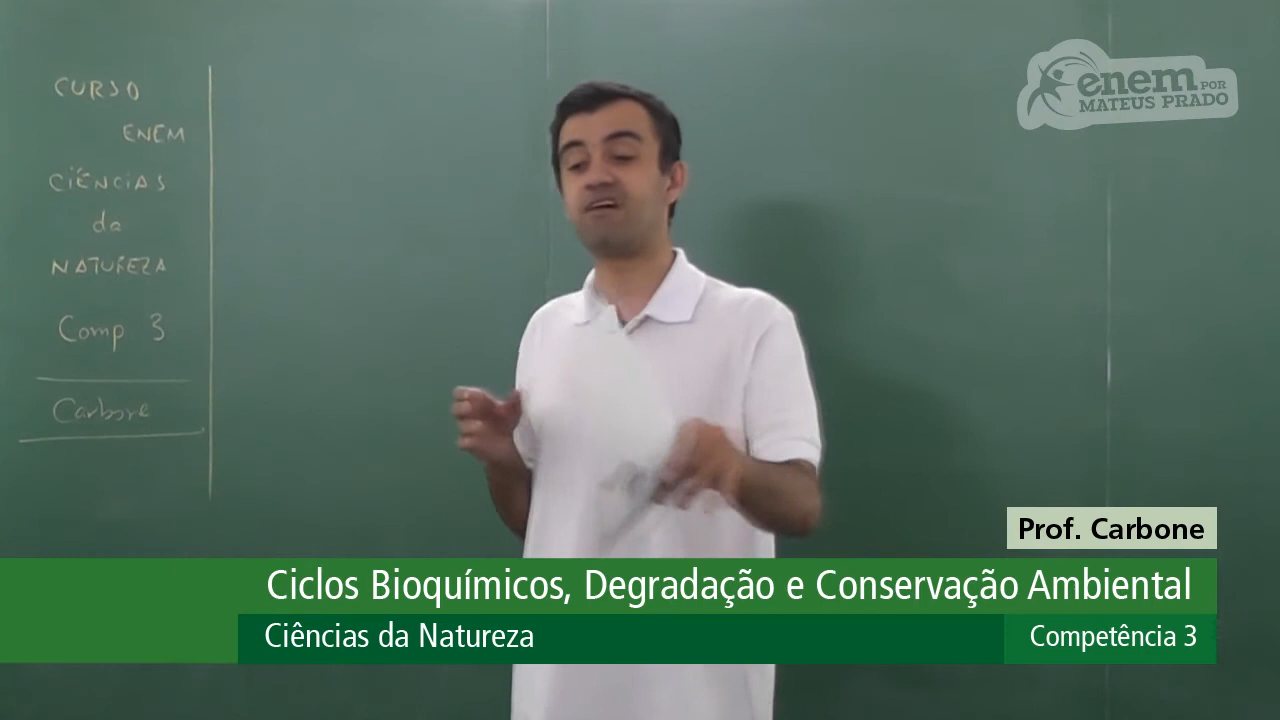 CURSO
ENEM
CIÊNCIAS
da
NATUREZA
Comp 3
Carbone
enem POR
MATEUS PRADO
Prof. Carbone
Ciclos Bioquímicos, Degradação e Conservação Ambiental
Ciências da Natureza
Competência 3